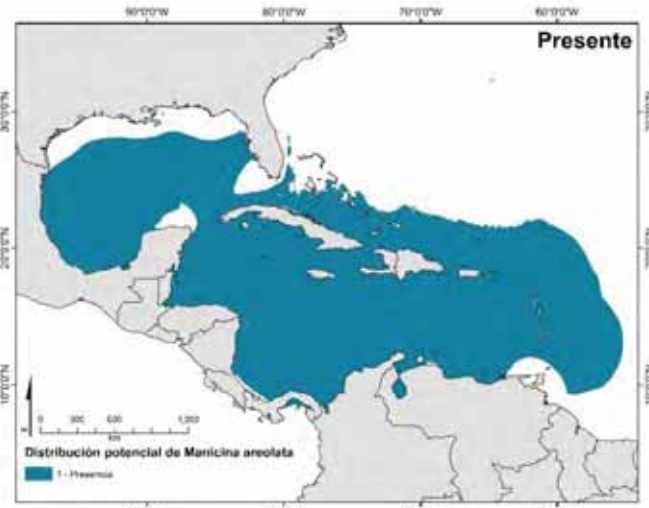 90°0'0"W 80°0'0"W 70°0'0"W 60°0'0"W
Presente
30°0'0"N
20°0'0"N
10°0'0"N
0 300 600 1,200
km
Distribución potencial de Manicina areolata
1 - Presencia